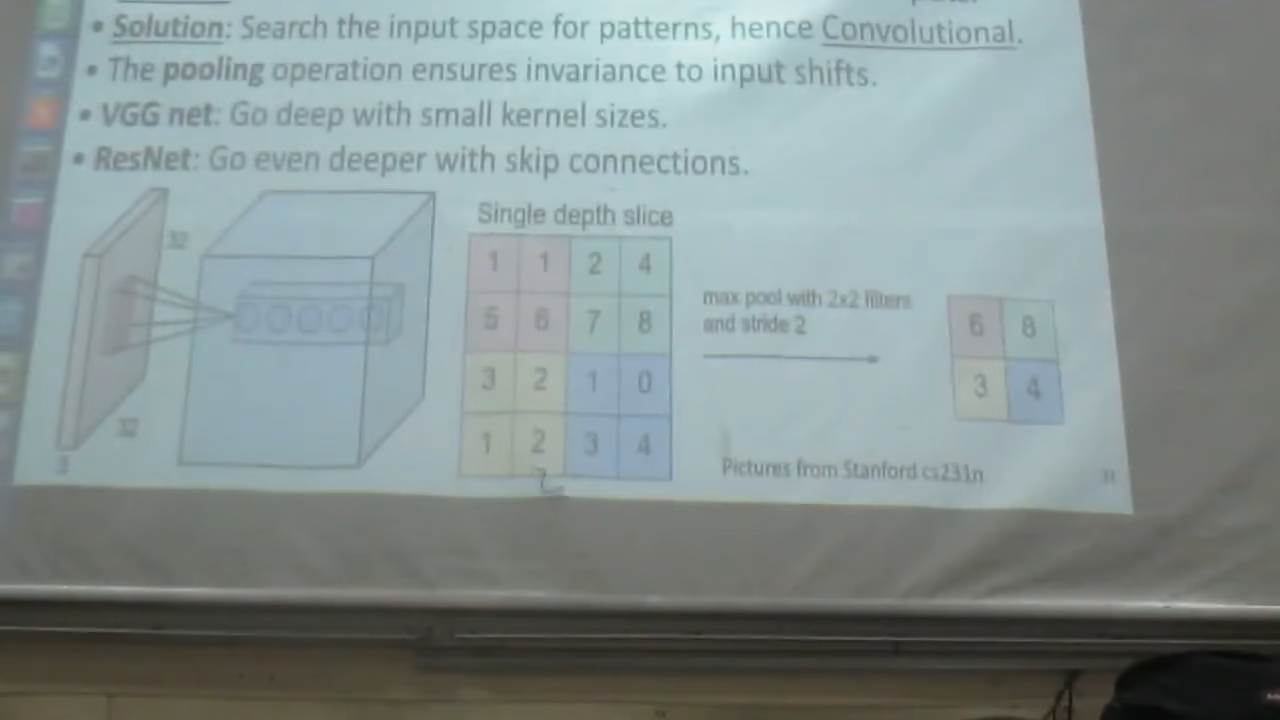 • Solution: Search the input space for patterns, hence Convolutional.
• The pooling operation ensures invariance to input shifts.
• VGG net: Go deep with small kernel sizes.
• ResNet: Go even deeper with skip connections.
32
32
3
Single depth slice
1 1 2 4
5 6 7 8
3 2 1 0
1 2 3 4
max pool with 2x2 filters
and stride 2
6 8
3 4
Pictures from Stanford cs231n